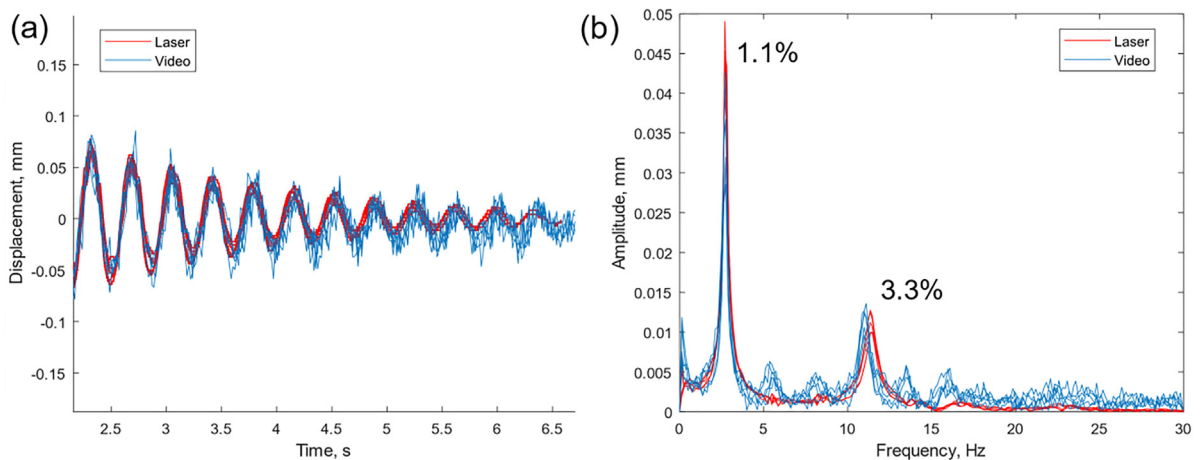 (a)
Laser
Video
0.15
0.1
0.05
0
-0.05
-0.1
-0.15
Displacement, mm
2.5 3 3.5 4 4.5 5 5.5 6 6.5
Time, s
(b)
1.1%
3.3%
Laser
Video
0.05
0.045
0.04
0.035
0.03
0.025
0.02
0.015
0.01
0.005
0
Amplitude, mm
0 5 10 15 20 25 30
Frequency, Hz